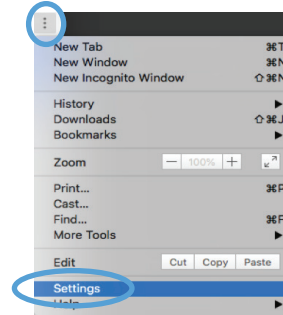 New Tab ⌘T
New Window ⌘N
New Incognito Window ⇧⌘N
History
Downloads ⇧⌘J
Bookmarks
Zoom — 100% +
Print... ⌘P
Cast...
Find... ⌘F
More Tools
Edit Cut Copy Paste
Settings
Help